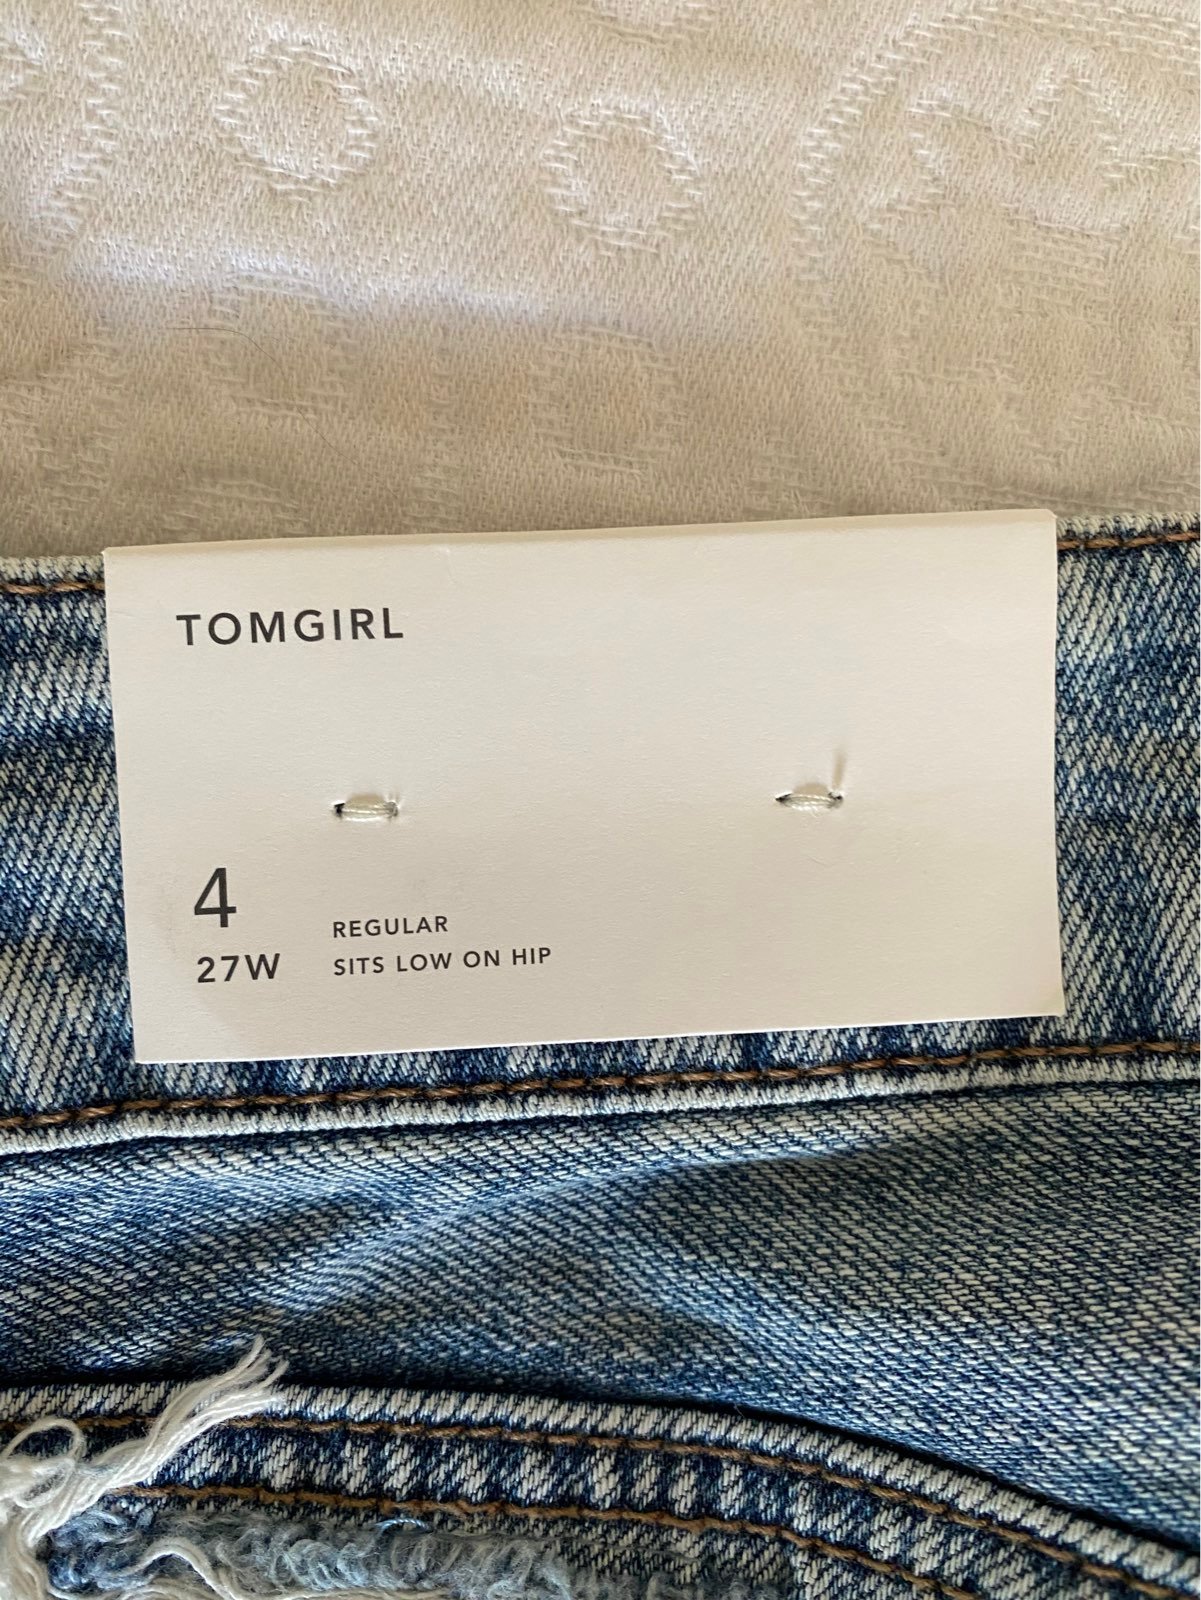 TOMGIRL
4
27W
REGULAR
SITS LOW ON HIP